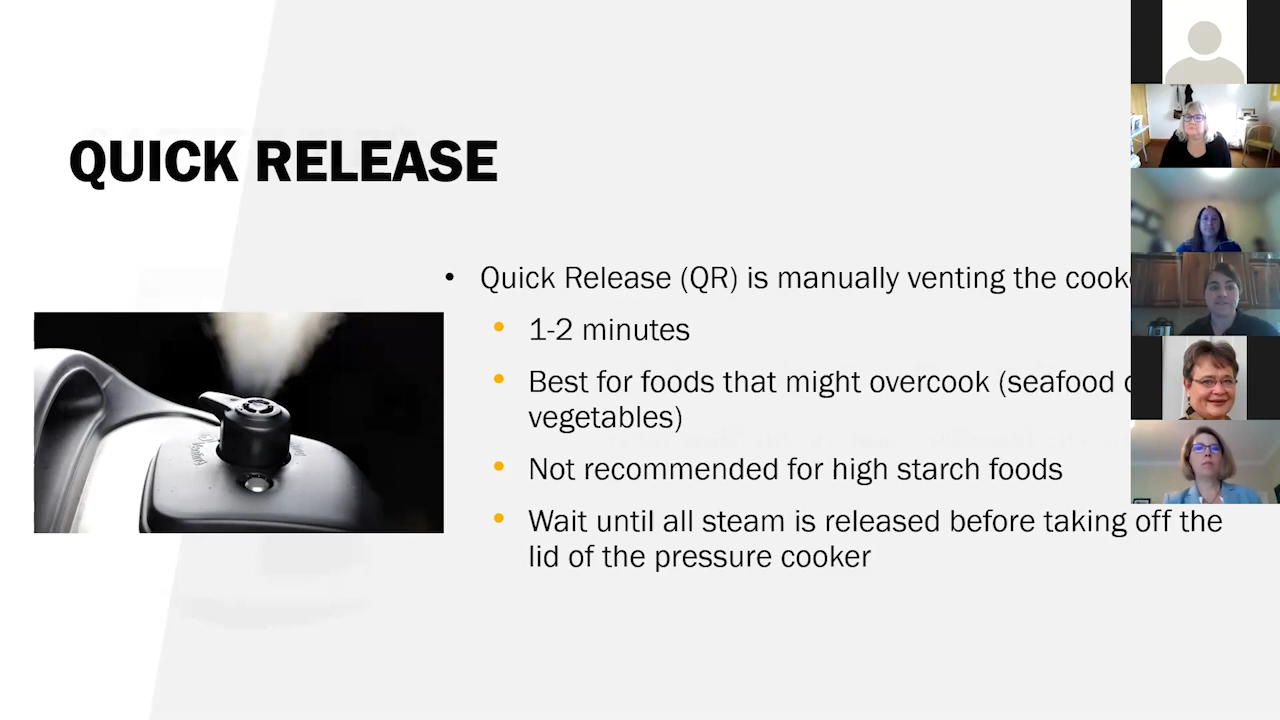 QUICK RELEASE
• Quick Release (QR) is manually venting the
• 1-2 minutes
• Best for foods that might overcook (seafood
vegetables)
• Not recommended for high starch foods
• Wait until all steam is released before taking off the
lid of the pressure cooker